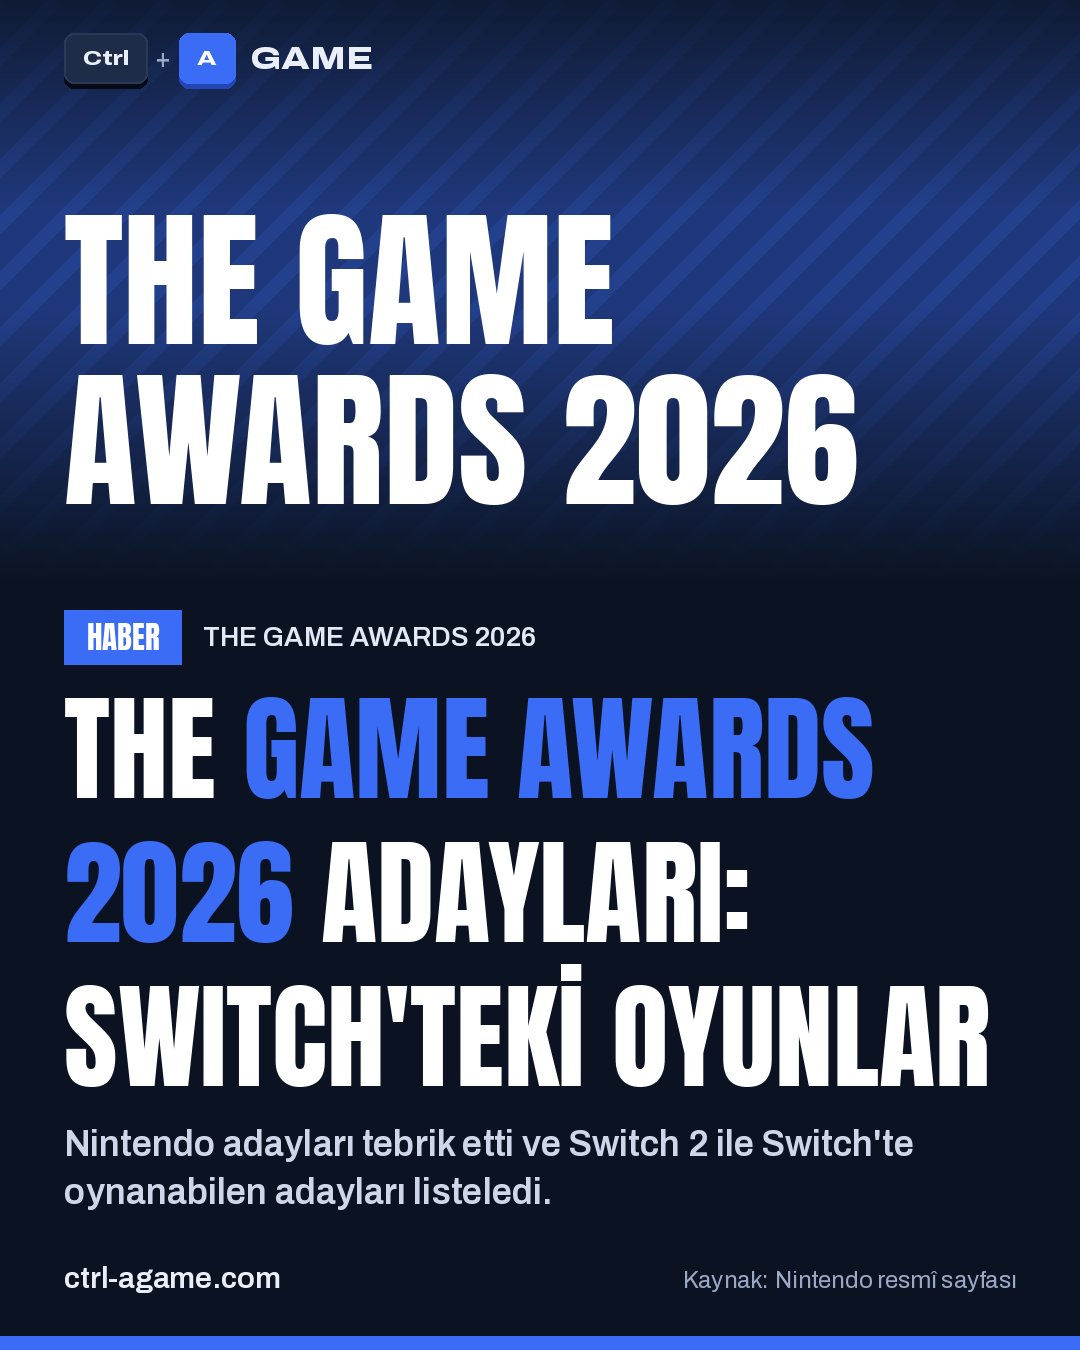 Ctrl + A GAME
THE GAME
AWARDS 2026
HABER THE GAME AWARDS 2026
THE GAME AWARDS
2026 ADAYLARI:
SWITCH'TEKİ OYUNLAR
Nintendo adayları tebrik etti ve Switch 2 ile Switch'te
oynanabilen adayları listeledi.
ctrl-agame.com
Kaynak: Nintendo resmî sayfası